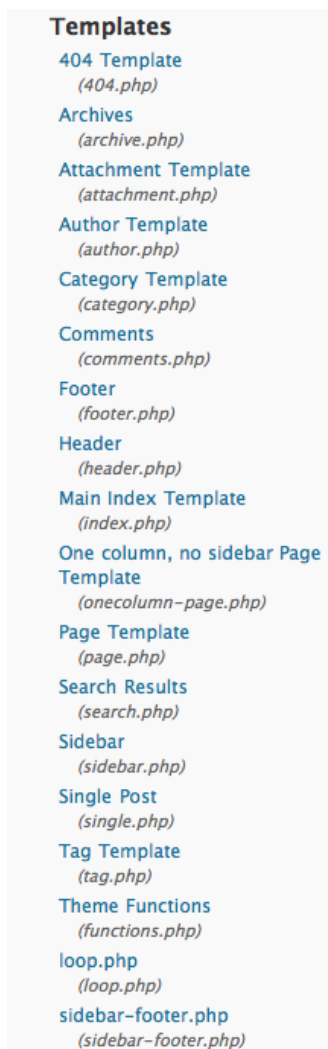 Templates
404 Template
(404.php)
Archives
(archive.php)
Attachment Template
(attachment.php)
Author Template
(author.php)
Category Template
(category.php)
Comments
(comments.php)
Footer
(footer.php)
Header
(header.php)
Main Index Template
(index.php)
One column, no sidebar Page
Template
(onecolumn-page.php)
Page Template
(page.php)
Search Results
(search.php)
Sidebar
(sidebar.php)
Single Post
(single.php)
Tag Template
(tag.php)
Theme Functions
(functions.php)
loop.php
(loop.php)
sidebar-footer.php
(sidebar-footer.php)